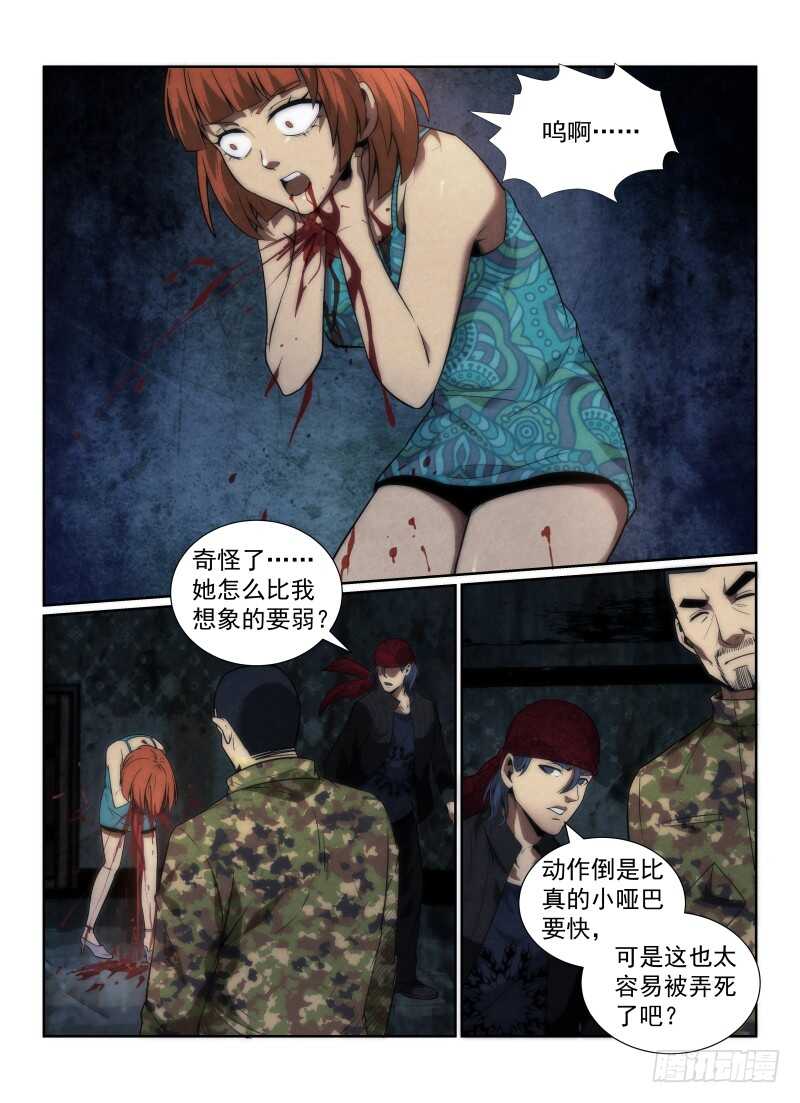 呜啊……
奇怪了……
她怎么比我
想象的要弱？
动作倒是比
真的小哑巴
要快，
可是这也太
容易被弄死
了吧？
腾讯动漫